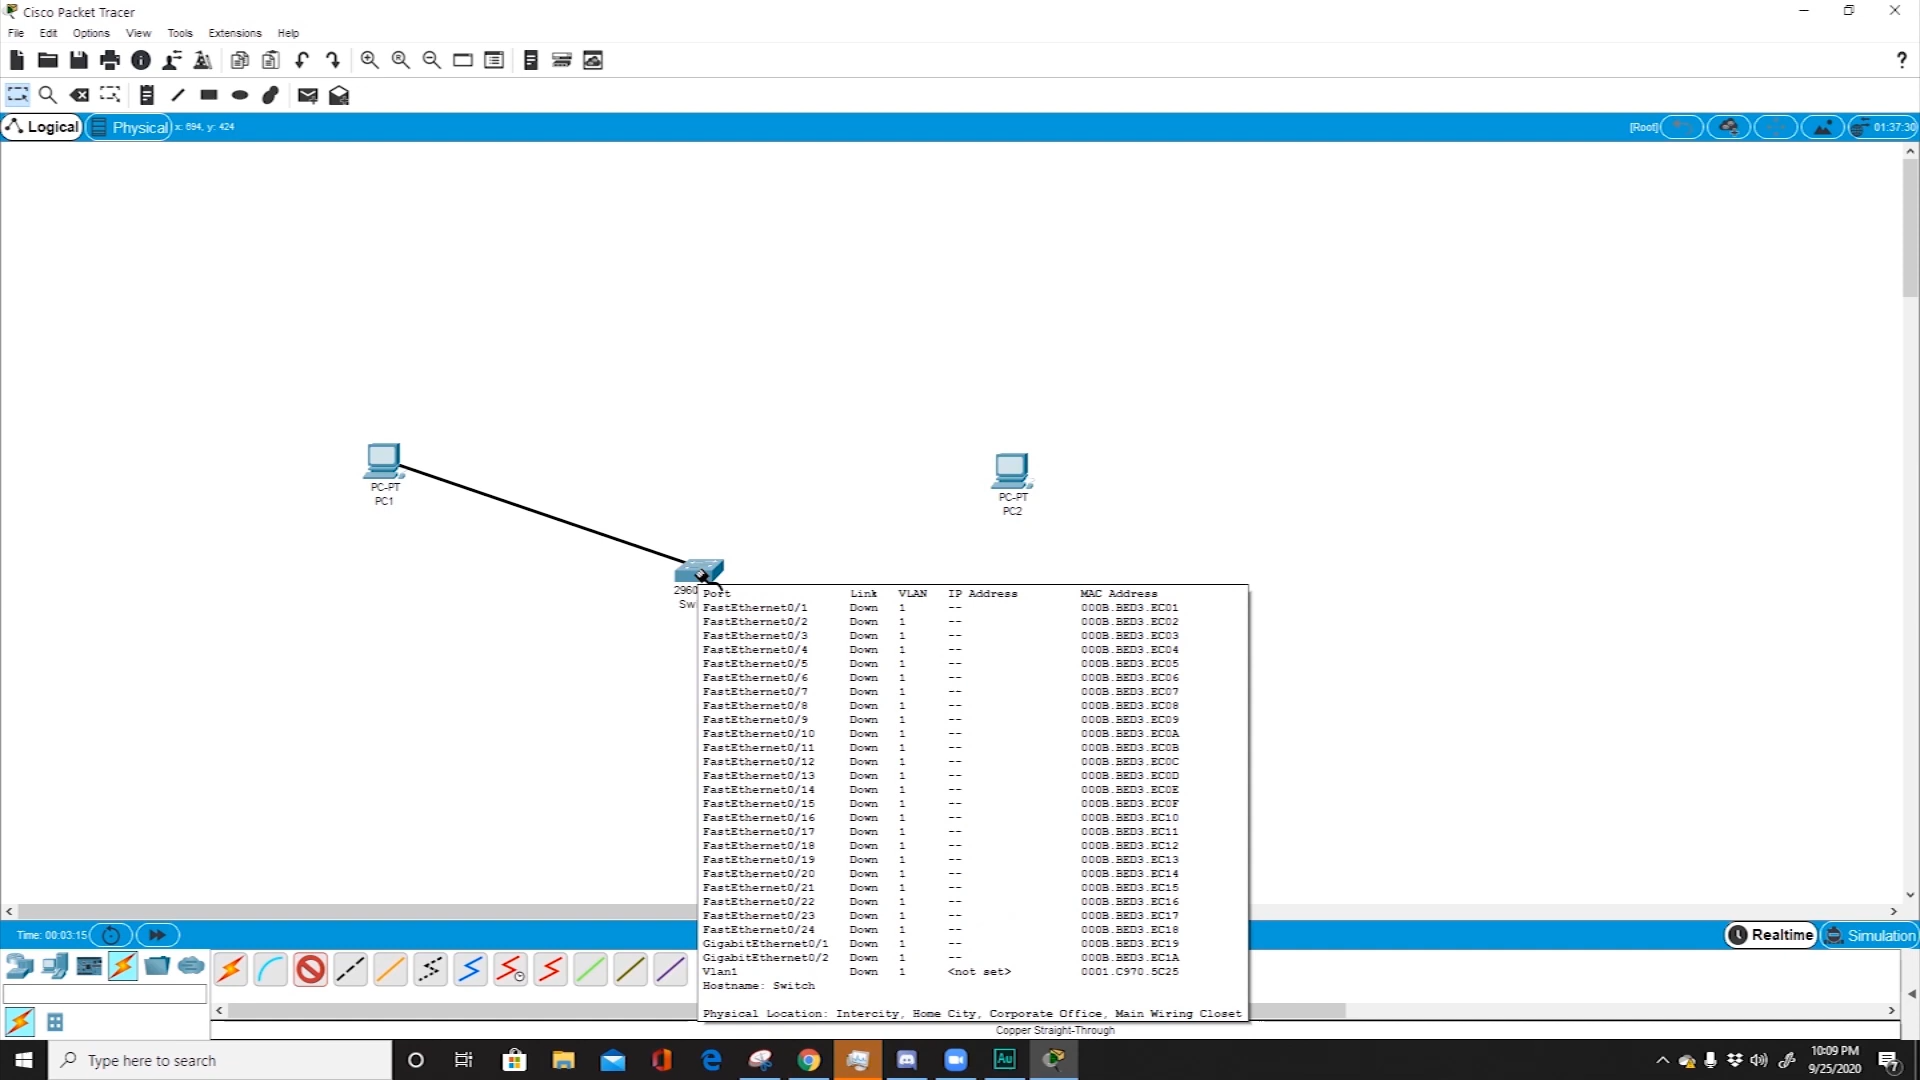 Cisco Packet Tracer
File Edit Options View Tools Extensions Help
?
Logical Physical x: 694, y: 424 [Root] 01:37:30
PC-PT
PC1
PC-PT
PC2
2960
Sw
Port Link VLAN IP Address MAC Address
FastEthernet0/1 Down 1 -- 000B.BED3.EC01
FastEthernet0/2 Down 1 -- 000B.BED3.EC02
FastEthernet0/3 Down 1 -- 000B.BED3.EC03
FastEthernet0/4 Down 1 -- 000B.BED3.EC04
FastEthernet0/5 Down 1 -- 000B.BED3.EC05
FastEthernet0/6 Down 1 -- 000B.BED3.EC06
FastEthernet0/7 Down 1 -- 000B.BED3.EC07
FastEthernet0/8 Down 1 -- 000B.BED3.EC08
FastEthernet0/9 Down 1 -- 000B.BED3.EC09
FastEthernet0/10 Down 1 -- 000B.BED3.EC0A
FastEthernet0/11 Down 1 -- 000B.BED3.EC0B
FastEthernet0/12 Down 1 -- 000B.BED3.EC0C
FastEthernet0/13 Down 1 -- 000B.BED3.EC0D
FastEthernet0/14 Down 1 -- 000B.BED3.EC0E
FastEthernet0/15 Down 1 -- 000B.BED3.EC0F
FastEthernet0/16 Down 1 -- 000B.BED3.EC10
FastEthernet0/17 Down 1 -- 000B.BED3.EC11
FastEthernet0/18 Down 1 -- 000B.BED3.EC12
FastEthernet0/19 Down 1 -- 000B.BED3.EC13
FastEthernet0/20 Down 1 -- 000B.BED3.EC14
FastEthernet0/21 Down 1 -- 000B.BED3.EC15
FastEthernet0/22 Down 1 -- 000B.BED3.EC16
FastEthernet0/23 Down 1 -- 000B.BED3.EC17
FastEthernet0/24 Down 1 -- 000B.BED3.EC18
GigabitEthernet0/1 Down 1 -- 000B.BED3.EC19
GigabitEthernet0/2 Down 1 -- 000B.BED3.EC1A
Vlan1 Down 1 <not set> 0001.C970.5C25
Hostname: Switch
Physical Location: Intercity, Home City, Corporate Office, Main Wiring Closet
Time: 00:03:15 Realtime Simulation
Copper Straight-Through
Type here to search
Au
10:09 PM
9/25/2020
7